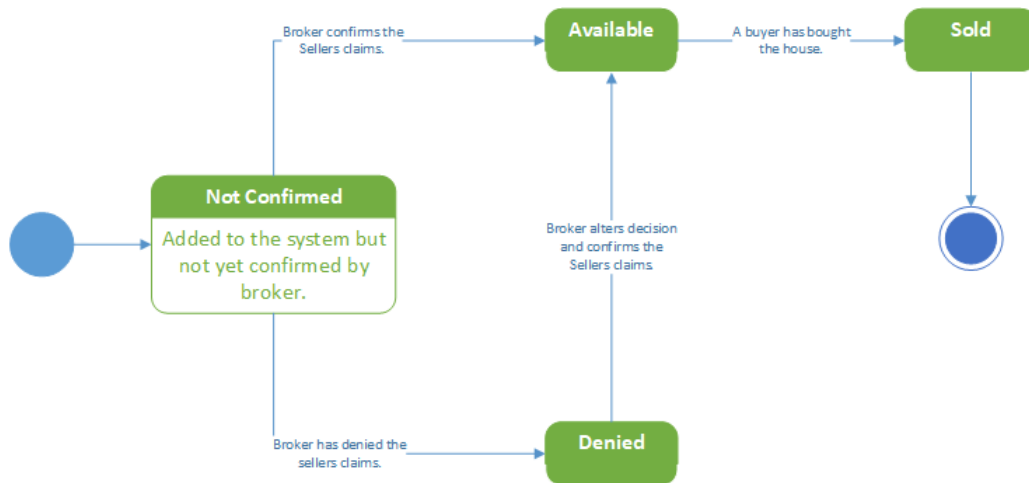 Broker confirms the
Sellers claims.
Available
A buyer has bought
the house.
Sold
Not Confirmed
Added to the system but
not yet confirmed by
broker.
Broker alters decision
and confirms the
Sellers claims.
Broker has denied the
sellers claims.
Denied